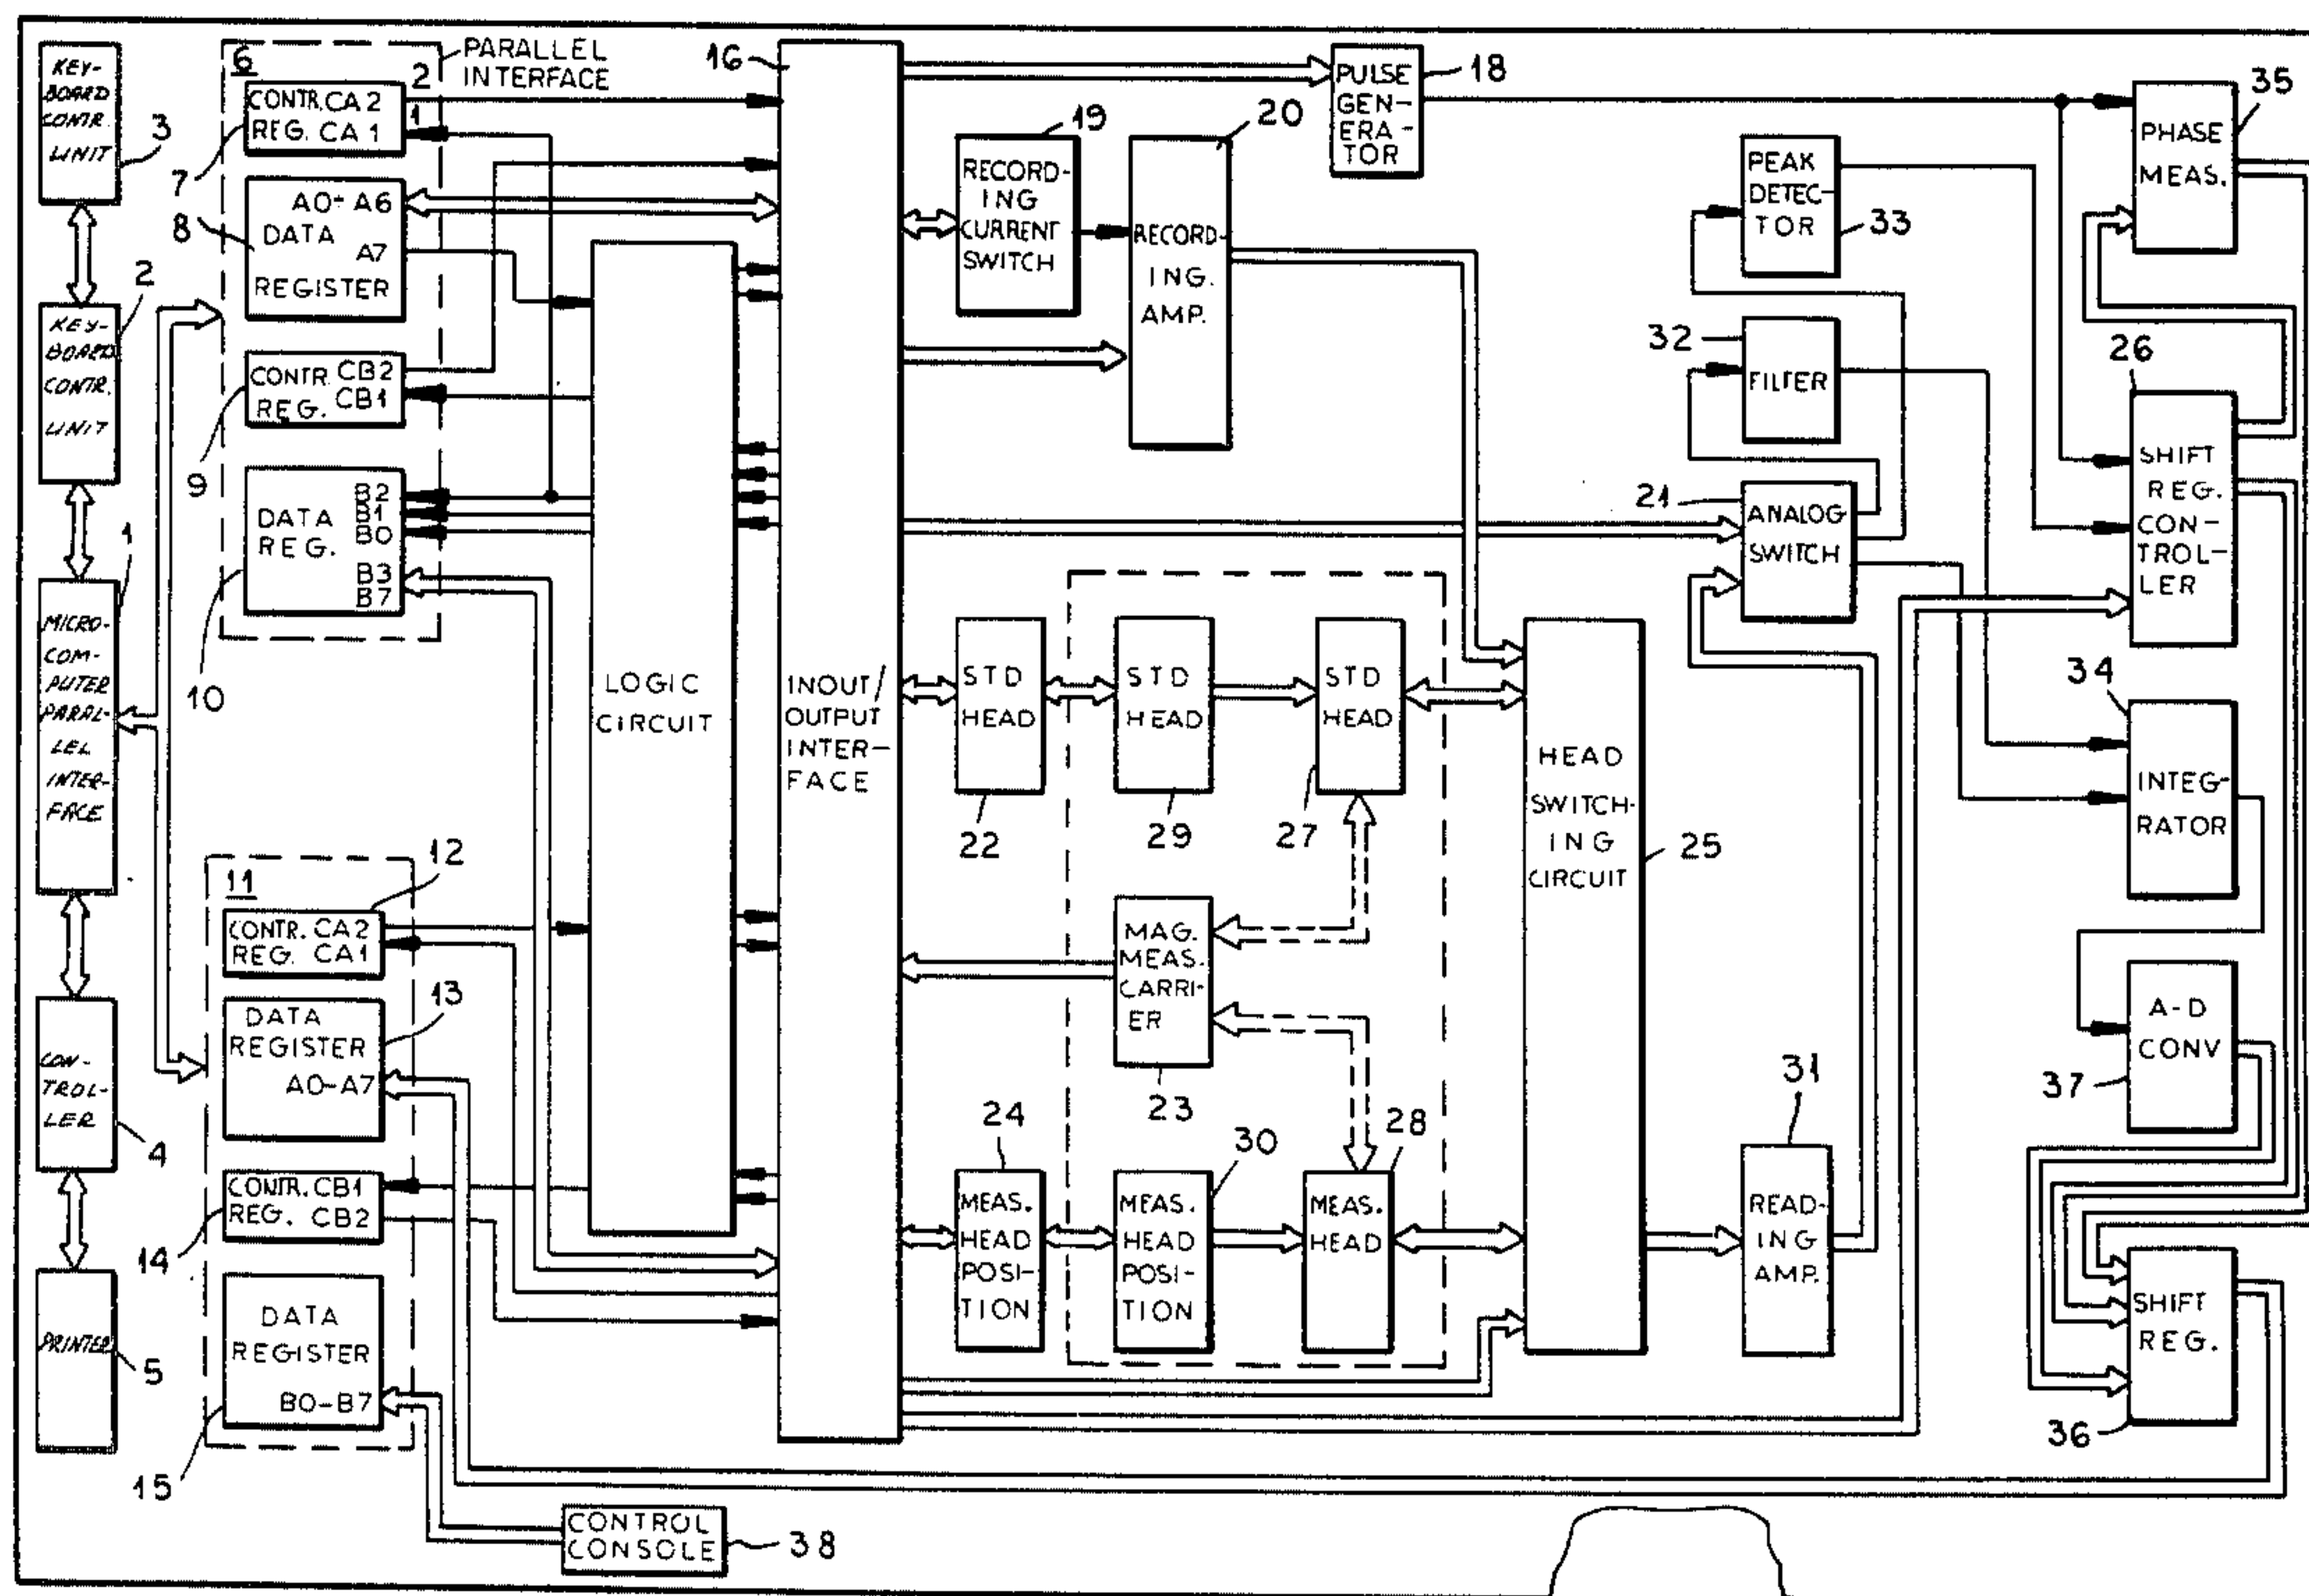 KEY-
BOARD
CONTR.
UNIT
3
KEY-
BOARD
CONTR.
UNIT
2
MICRO-
COM-
PUTER
PARAL-
LEL
INTER-
FACE
1
CON-
TROL-
LER
4
PRINTER
5
6
PARALLEL
INTERFACE
CONTR. CA2
REG. CA1
2
1
7
A0-A6
DATA
A7
REGISTER
8
CONTR. CB2
REG. CB1
9
DATA
REG.
B2
B1
B0
B3
B7
10
11
12
CONTR. CA2
REG. CA1
DATA
REGISTER
A0-A7
13
CONTR. CB1
REG. CB2
14
DATA
REGISTER
B0-B7
15
LOGIC
CIRCUIT
16
INOUT/
OUTPUT
INTER-
FACE
PULSE
GEN-
ERA-
TOR
18
19
RECORD-
ING
CURRENT
SWITCH
20
RECORD-
ING.
AMP.
STD
HEAD
22
STD
HEAD
29
STD
HEAD
27
MAG.
MEAS.
CARRI-
ER
23
24
MEAS.
HEAD
POSI-
TION
30
MEAS.
HEAD
POSI-
TION
28
MEAS.
HEAD
HEAD
SWITCH-
ING
CIRCUIT
25
PEAK
DETEC-
TOR
33
32
FILTER
21
ANALOG
SWITCH
31
READ-
ING
AMP.
35
PHASE
MEAS.
26
SHIFT
REG.
CON-
TROL-
LER
34
INTEG-
RATOR
A-D
CONV
37
SHIFT
REG.
36
CONTROL
CONSOLE
38